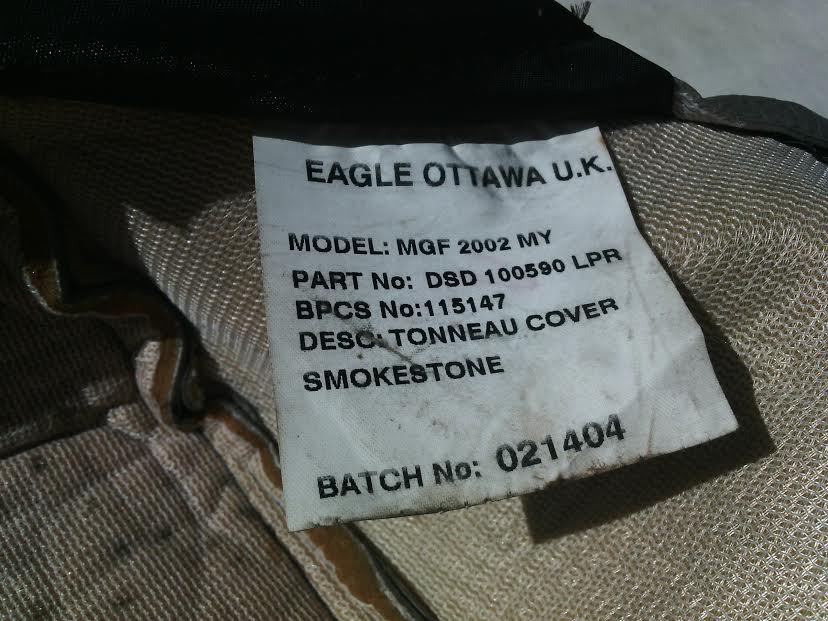 EAGLE OTTAWA U.K.
MODEL: MGF 2002 MY
PART No: DSD 100590 LPR
BPCS No:115147
DESC: TONNEAU COVER
SMOKESTONE
BATCH No: 021404